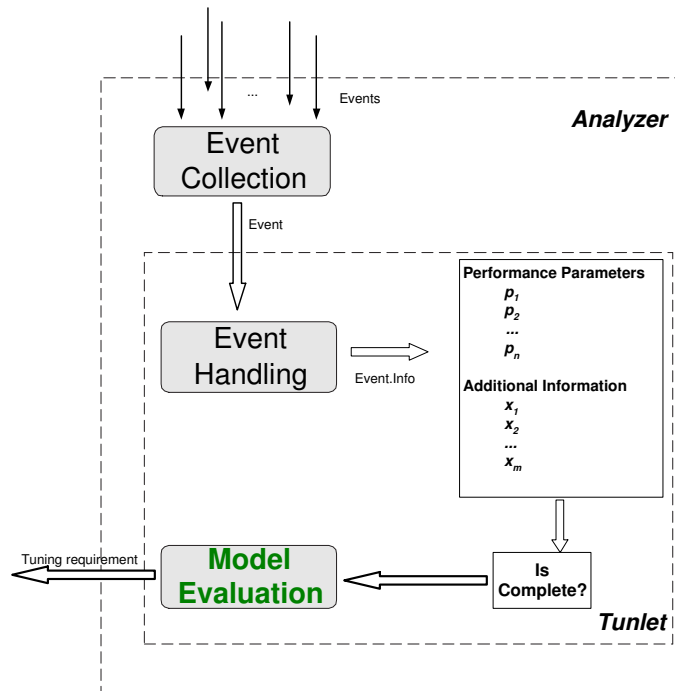 ...
Events
Analyzer
Event
Collection
Event
Performance Parameters
p1
p2
...
pn
Event
Handling
Event.Info
Additional Information
x1
x2
...
xm
Tuning requirement
Model
Evaluation
Is
Complete?
Tunlet